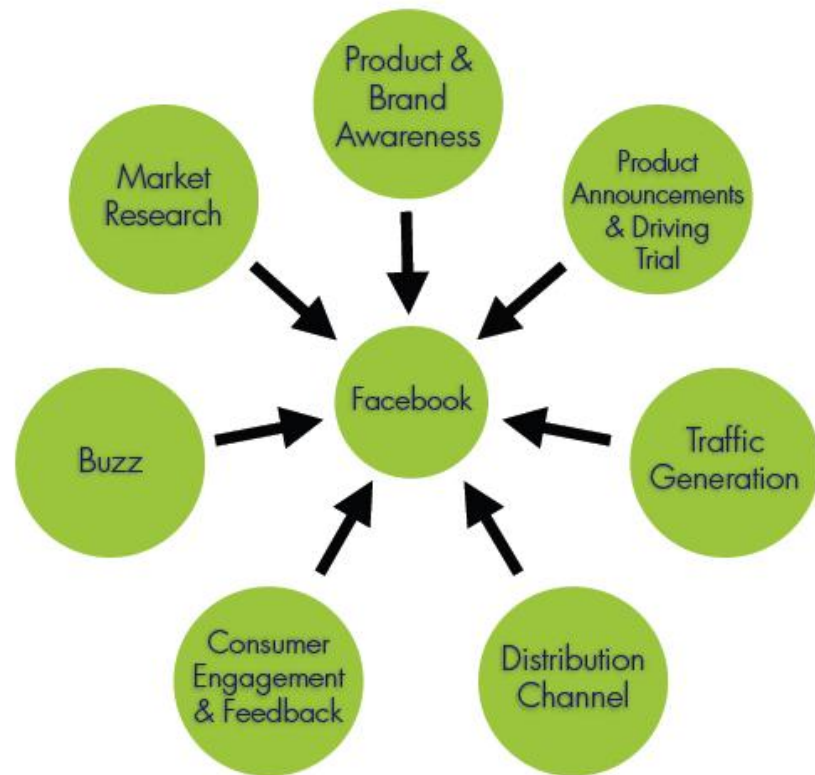 Product &
Brand
Awareness
Product
Announcements
& Driving
Trial
Traffic
Generation
Distribution
Channel
Consumer
Engagement
& Feedback
Buzz
Market
Research
Facebook